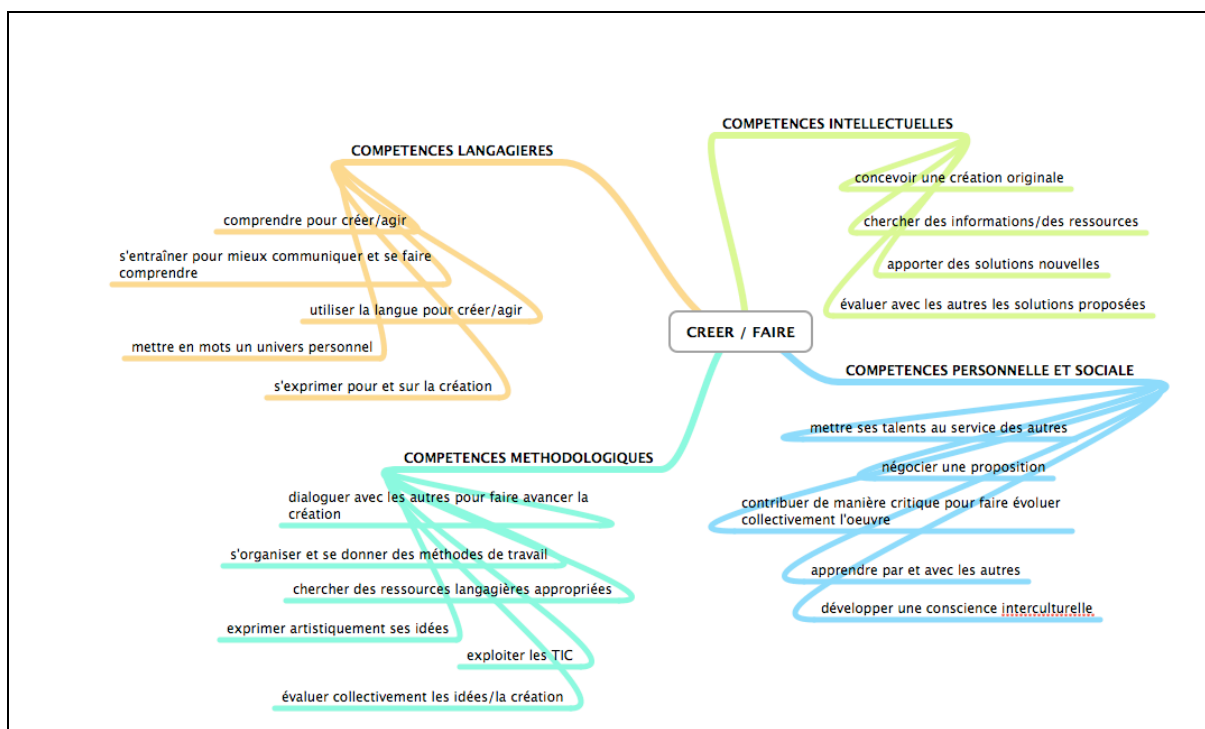 COMPETENCES LANGAGIERES
comprendre pour créer/agir
s'entraîner pour mieux communiquer et se faire
comprendre
utiliser la langue pour créer/agir
mettre en mots un univers personnel
s'exprimer pour et sur la création
COMPETENCES INTELLECTUELLES
concevoir une création originale
chercher des informations/des ressources
apporter des solutions nouvelles
évaluer avec les autres les solutions proposées
CREER / FAIRE
COMPETENCES PERSONNELLE ET SOCIALE
mettre ses talents au service des autres
négocier une proposition
contribuer de manière critique pour faire évoluer
collectivement l'oeuvre
apprendre par et avec les autres
développer une conscience interculturelle
COMPETENCES METHODOLOGIQUES
dialoguer avec les autres pour faire avancer la
création
s'organiser et se donner des méthodes de travail
chercher des ressources langagières appropriées
exprimer artistiquement ses idées
exploiter les TIC
évaluer collectivement les idées/la création